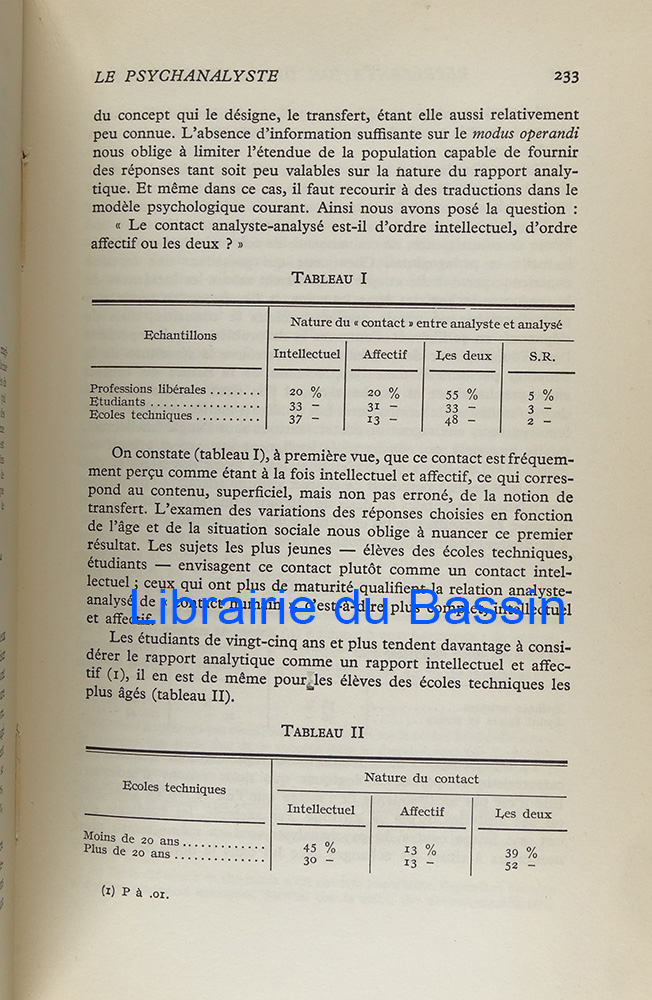 LE PSYCHANALYSTE 233
du concept qui le désigne, le transfert, étant elle aussi relativement
peu connue. L'absence d'information suffisante sur le modus operandi
nous oblige à limiter l'étendue de la population capable de fournir
des réponses tant soit peu valables sur la nature du rapport analy-
tique. Et même dans ce cas, il faut recourir à des traductions dans le
modèle psychologique courant. Ainsi nous avons posé la question :
« Le contact analyste-analysé est-il d'ordre intellectuel, d'ordre
affectif ou les deux ? »
TABLEAU I
Echantillons
Nature du « contact » entre analyste et analysé
Intellectuel Affectif Les deux S.R.
Professions libérales ........ 20 % 20 % 55 % 5 %
Etudiants ................. 33 – 31 – 33 – 3 –
Ecoles techniques .......... 37 – 13 – 48 – 2 –
On constate (tableau I), à première vue, que ce contact est fréquem-
ment perçu comme étant à la fois intellectuel et affectif, ce qui corres-
pond au contenu, superficiel, mais non pas erroné, de la notion de
transfert. L'examen des variations des réponses choisies en fonction
de l'âge et de la situation sociale nous oblige à nuancer ce premier
résultat. Les sujets les plus jeunes — élèves des écoles techniques,
étudiants — envisagent ce contact plutôt comme un contact intel-
lectuel ; ceux qui ont plus de maturité qualifient la relation analyste-
analysé de « contact humain », c'est-à-dire plus complet, intellectuel
et affectif.
Librairie du Bassin
Les étudiants de vingt-cinq ans et plus tendent davantage à consi-
dérer le rapport analytique comme un rapport intellectuel et affec-
tif (1), il en est de même pour les élèves des écoles techniques les
plus âgés (tableau II).
TABLEAU II
Ecoles techniques
Nature du contact
Intellectuel Affectif Les deux
Moins de 20 ans ............ 45 % 13 % 39 %
Plus de 20 ans .............. 30 – 13 – 52 –
(1) P à .01.